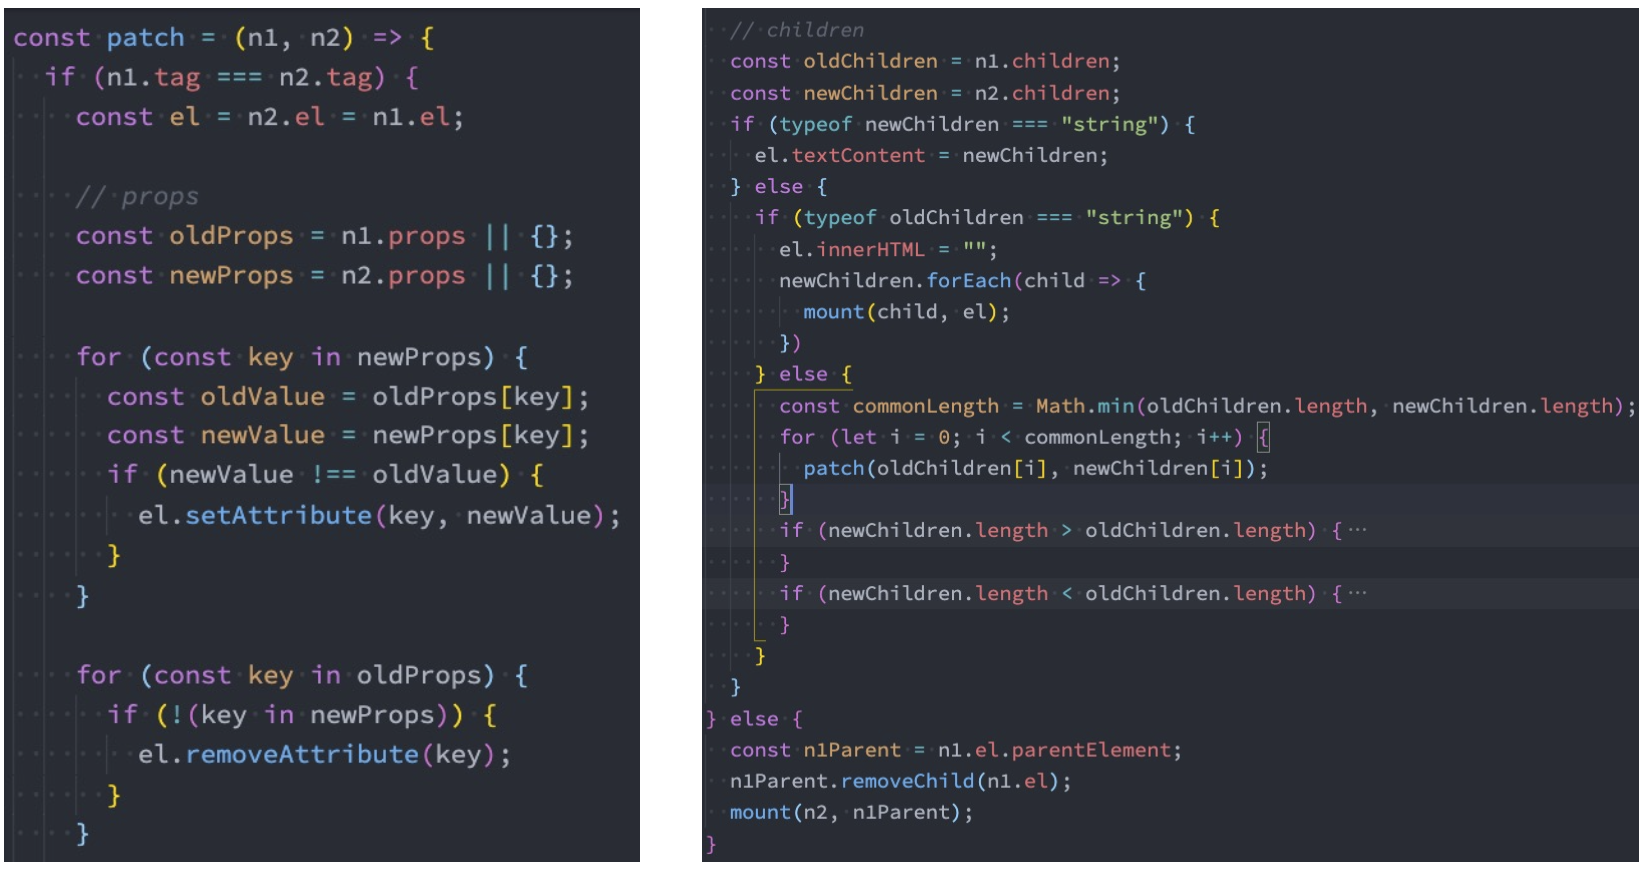 const patch = (n1, n2) => {
  if (n1.tag === n2.tag) {
    const el = n2.el = n1.el;
    // props
    const oldProps = n1.props || {};
    const newProps = n2.props || {};
    for (const key in newProps) {
      const oldValue = oldProps[key];
      const newValue = newProps[key];
      if (newValue !== oldValue) {
        el.setAttribute(key, newValue);
      }
    }
    for (const key in oldProps) {
      if (!(key in newProps)) {
        el.removeAttribute(key);
      }
    }
  // children
  const oldChildren = n1.children;
  const newChildren = n2.children;
  if (typeof newChildren === "string") {
    el.textContent = newChildren;
  } else {
    if (typeof oldChildren === "string") {
      el.innerHTML = "";
      newChildren.forEach(child => {
        mount(child, el);
      })
    } else {
      const commonLength = Math.min(oldChildren.length, newChildren.length);
      for (let i = 0; i < commonLength; i++) {
        patch(oldChildren[i], newChildren[i]);
      }
      if (newChildren.length > oldChildren.length) {⋯
      }
      if (newChildren.length < oldChildren.length) {⋯
      }
    }
  }
} else {
  const n1Parent = n1.el.parentElement;
  n1Parent.removeChild(n1.el);
  mount(n2, n1Parent);
}